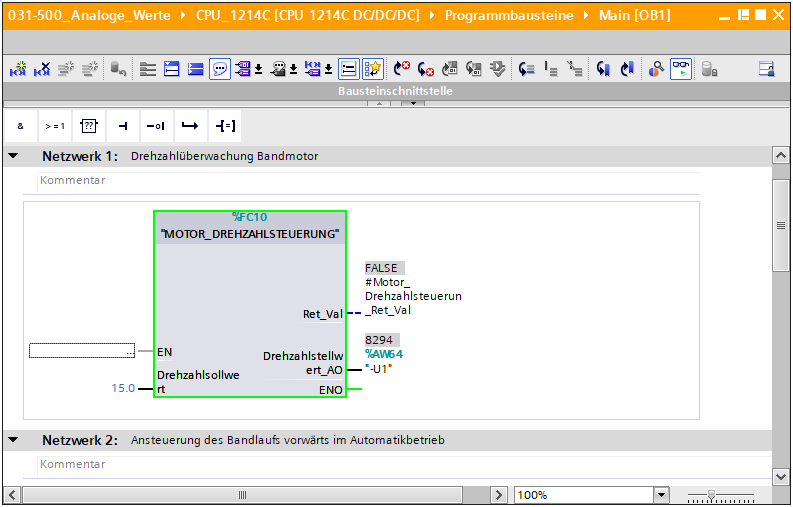 031-500_Analoge_Werte ▸ CPU_1214C [CPU 1214C DC/DC/DC] ▸ Programmbausteine ▸ Main [OB1]
Bausteinschnittstelle
& >=1 ?? -o| -[=]
Netzwerk 1: Drehzahlüberwachung Bandmotor
Kommentar
%FC10
"MOTOR_DREHZAHLSTEUERUNG"
FALSE
#Motor_
Drehzahlsteuerun
_Ret_Val
Ret_Val
8294
%AW64
"-U1"
... EN
Drehzahlstellw
ert_AO
Drehzahlsollwe
15.0 rt
ENO
Netzwerk 2: Ansteuerung des Bandlaufs vorwärts im Automatikbetrieb
Kommentar
100%